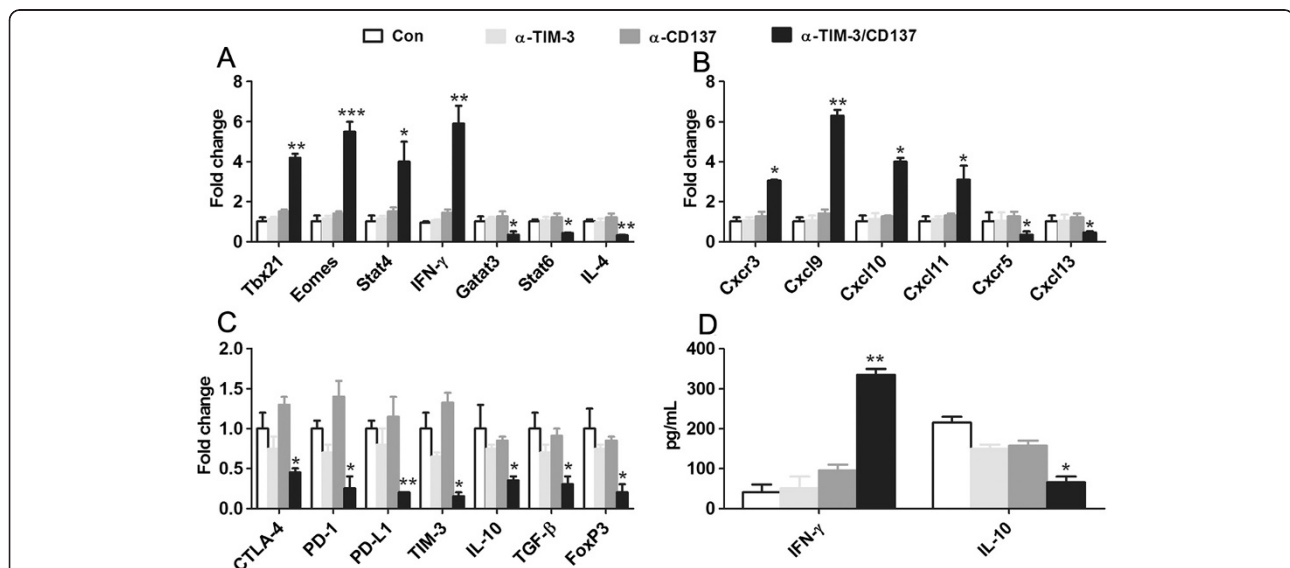 Con α-TIM-3 α-CD137 α-TIM-3/CD137
A
Fold change
8
6
4
2
0
** *** * ** * * **
Tbx21 Eomes Stat4 IFN-γ Gatat3 Stat6 IL-4
B
Fold change
8
6
4
2
0
* ** * * * *
Cxcr3 Cxcl9 Cxcl10 Cxcl11 Cxcr5 Cxcl13
C
Fold change
2.0
1.5
1.0
0.5
0.0
* * ** * * * *
CTLA-4 PD-1 PD-L1 TIM-3 IL-10 TGF-β FoxP3
D
pg/mL
400
300
200
100
0
** *
IFN-γ IL-10